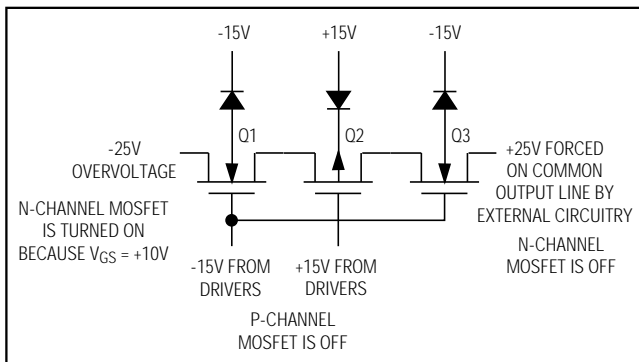 -15V
+15V
-15V
Q1
Q2
Q3
-25V
OVERVOLTAGE
+25V FORCED
ON COMMON
OUTPUT LINE BY
EXTERNAL CIRCUITRY
N-CHANNEL MOSFET
IS TURNED ON
BECAUSE VGS = +10V
N-CHANNEL
MOSFET IS OFF
-15V FROM
DRIVERS
+15V FROM
DRIVERS
P-CHANNEL
MOSFET IS OFF